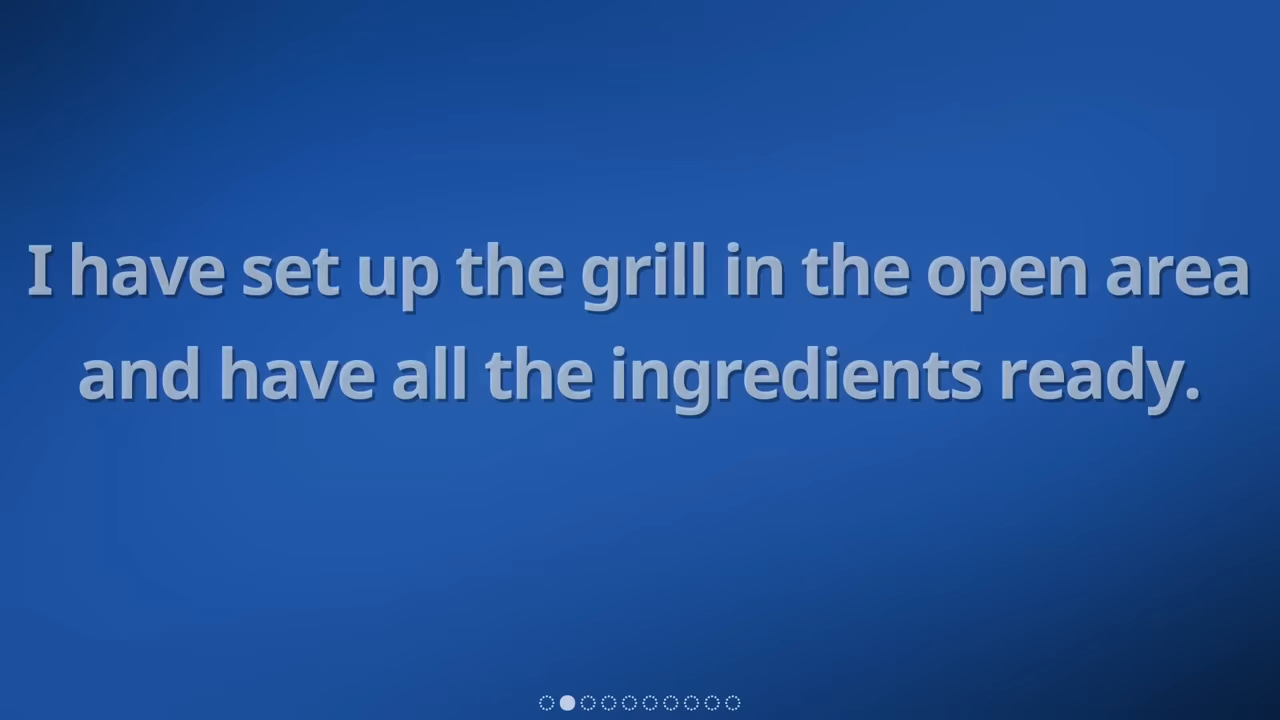 I have set up the grill in the open area
and have all the ingredients ready.